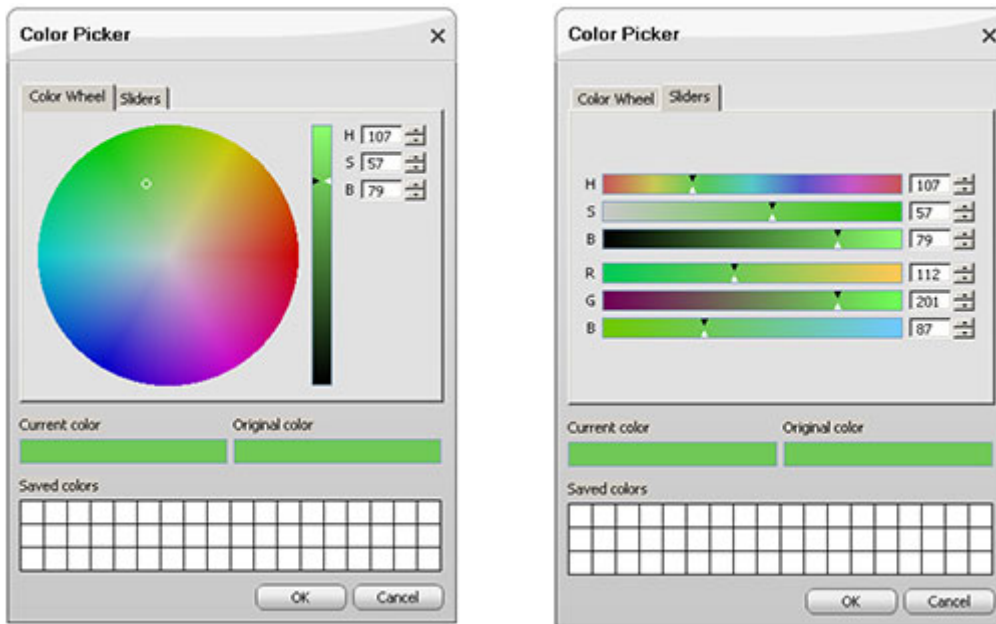 Color Picker
Color Wheel Sliders
H 107
S 57
B 79
Current color Original color
Saved colors
OK Cancel
Color Picker
Color Wheel Sliders
H 107
S 57
B 79
R 112
G 201
B 87
Current color Original color
Saved colors
OK Cancel